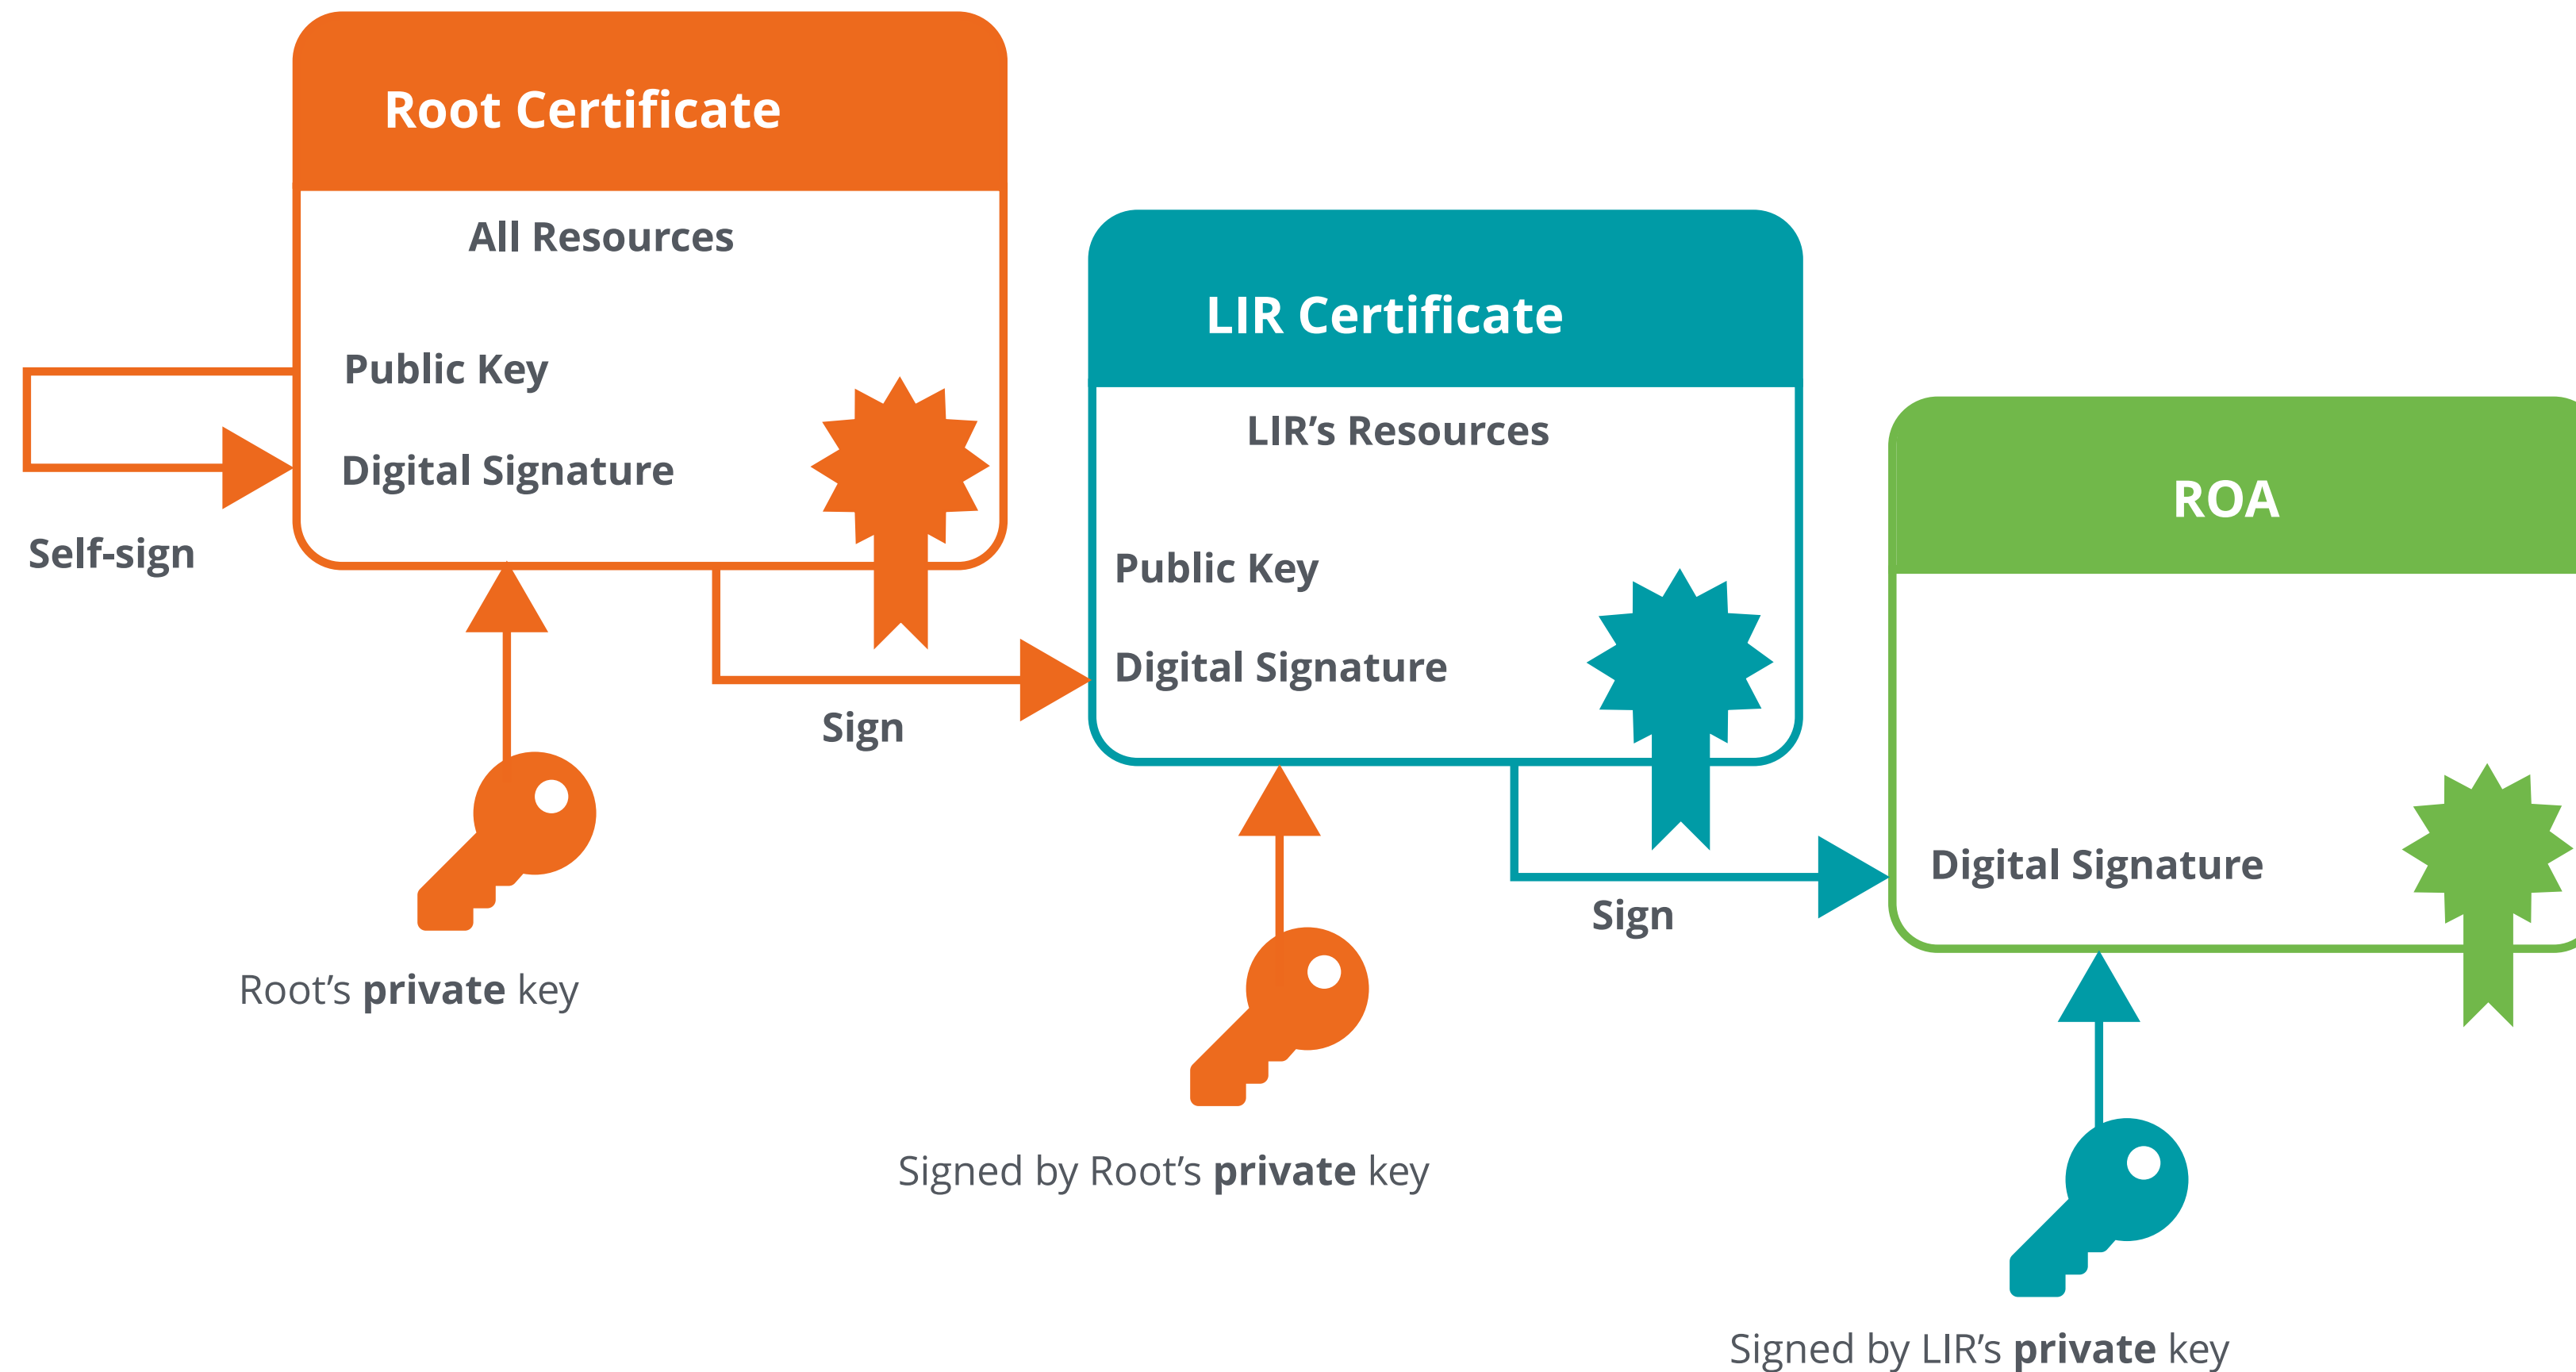 Root Certificate
All Resources
Public Key
Digital Signature
Self-sign
Root’s private key
Sign
LIR Certificate
LIR’s Resources
Public Key
Digital Signature
Signed by Root’s private key
Sign
ROA
Digital Signature
Signed by LIR’s private key